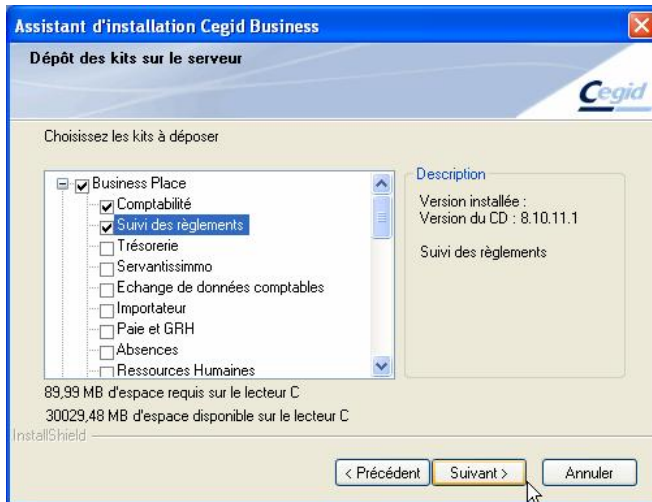 Assistant d'installation Cegid Business
Dépôt des kits sur le serveur
Cegid
Choisissez les kits à déposer
Business Place
Comptabilité
Suivi des règlements
Trésorerie
Servantissimo
Echange de données comptables
Importateur
Paie et GRH
Absences
Ressources Humaines
Description
Version installée :
Version du CD : 8.10.11.1
Suivi des règlements
89,99 MB d'espace requis sur le lecteur C
30029,48 MB d'espace disponible sur le lecteur C
InstallShield
< Précédent
Suivant >
Annuler